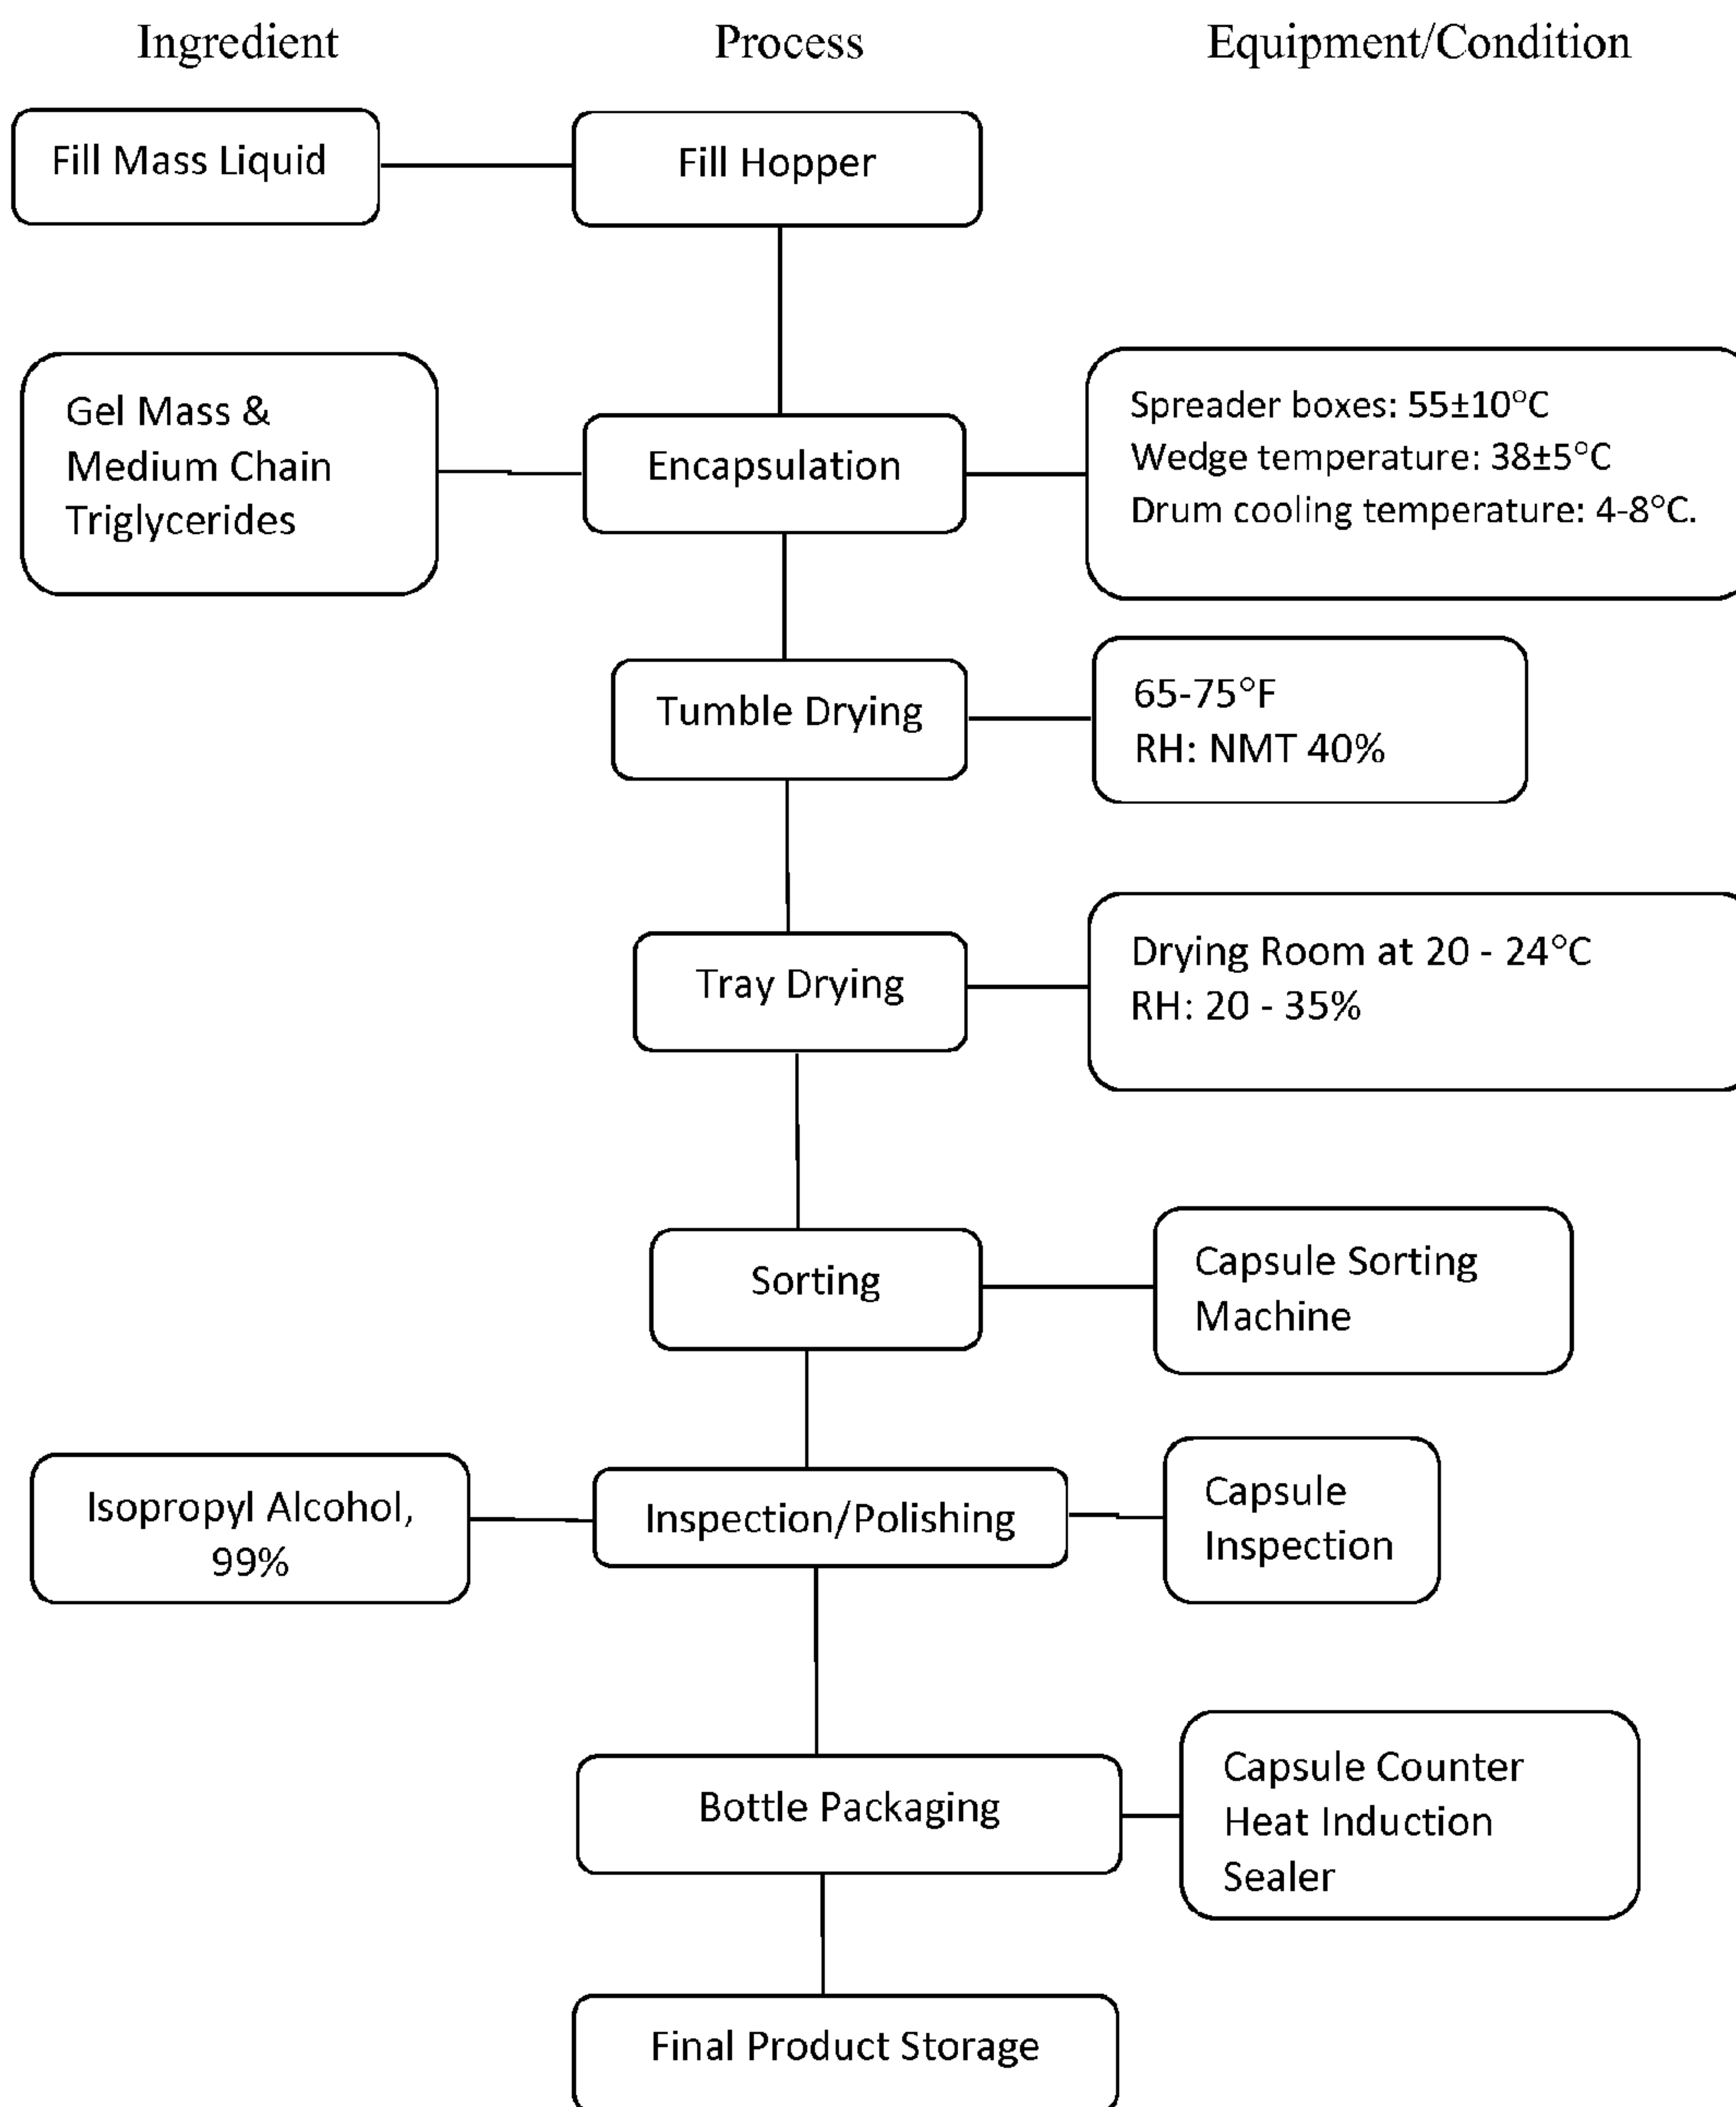 Ingredient
Process
Equipment/Condition
Fill Mass Liquid
Fill Hopper
Gel Mass &
Medium Chain
Triglycerides
Encapsulation
Spreader boxes: 55±10°C
Wedge temperature: 38±5°C
Drum cooling temperature: 4-8°C.
Tumble Drying
65-75°F
RH: NMT 40%
Tray Drying
Drying Room at 20 - 24°C
RH: 20 - 35%
Sorting
Capsule Sorting
Machine
Isopropyl Alcohol,
99%
Inspection/Polishing
Capsule
Inspection
Bottle Packaging
Capsule Counter
Heat Induction
Sealer
Final Product Storage